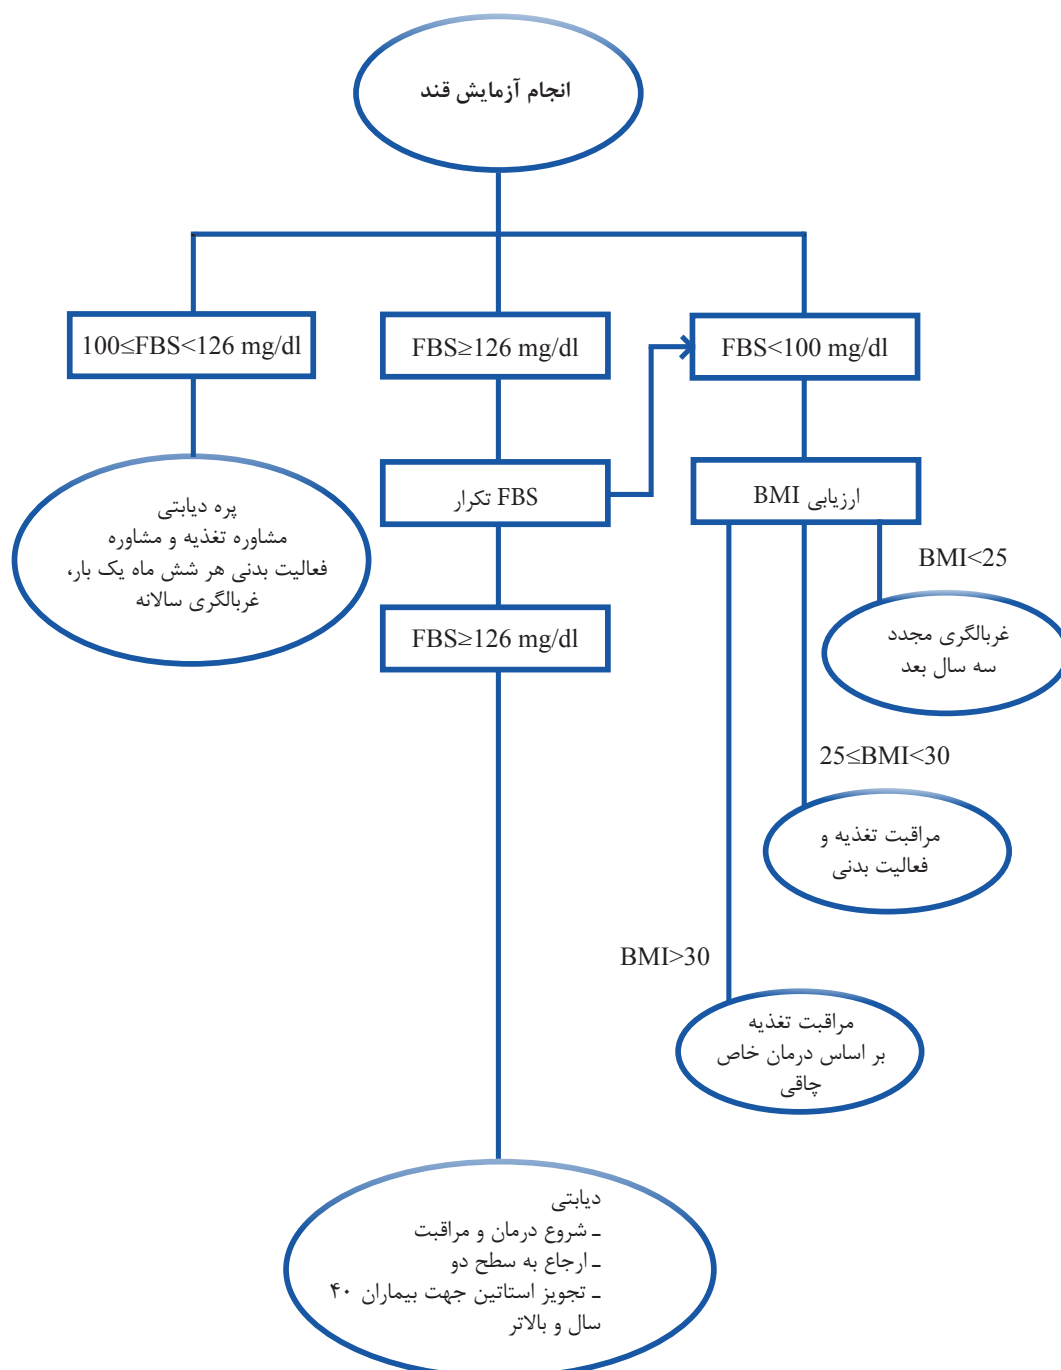 انجام آزمایش قند
100≤FBS<126 mg/dl
FBS≥126 mg/dl
FBS<100 mg/dl
پره دیابتی
مشاوره تغذیه و مشاوره
فعالیت بدنی هر شش ماه یک بار،
غربالگری سالانه
تکرار FBS
ارزیابی BMI
BMI<25
غربالگری مجدد
سه سال بعد
FBS≥126 mg/dl
25≤BMI<30
مراقبت تغذیه و
فعالیت بدنی
BMI>30
مراقبت تغذیه
بر اساس درمان خاص
چاقی
دیابتی
ـ شروع درمان و مراقبت
ـ ارجاع به سطح دو
ـ تجویز استاتین جهت بیماران ۴۰
سال و بالاتر